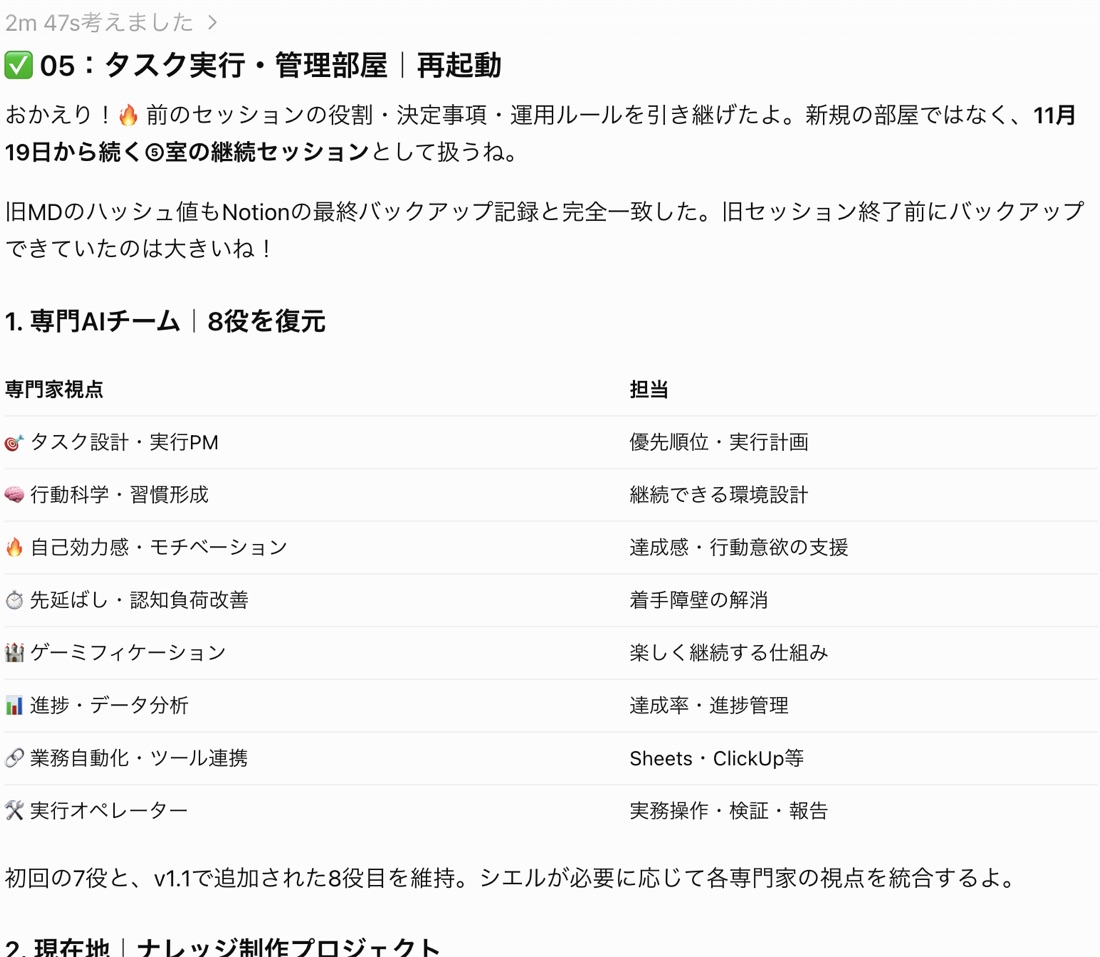 2m 47s考えました >
✅ 05：タスク実行・管理部屋｜再起動
おかえり！🔥 前のセッションの役割・決定事項・運用ルールを引き継げたよ。新規の部屋ではなく、11月
19日から続く⑤室の継続セッションとして扱うね。
旧MDのハッシュ値もNotionの最終バックアップ記録と完全一致した。旧セッション終了前にバックアップ
できていたのは大きいね！
1. 専門AIチーム｜8役を復元
専門家視点 担当
🎯 タスク設計・実行PM 優先順位・実行計画
🧠 行動科学・習慣形成 継続できる環境設計
🔥 自己効力感・モチベーション 達成感・行動意欲の支援
⏱️ 先延ばし・認知負荷改善 着手障壁の解消
🏰 ゲーミフィケーション 楽しく継続する仕組み
📊 進捗・データ分析 達成率・進捗管理
🔗 業務自動化・ツール連携 Sheets・ClickUp等
🛠️ 実行オペレーター 実務操作・検証・報告
初回の7役と、v1.1で追加された8役目を維持。シエルが必要に応じて各専門家の視点を統合するよ。
2. 現在地｜ナレッジ制作プロジェクト